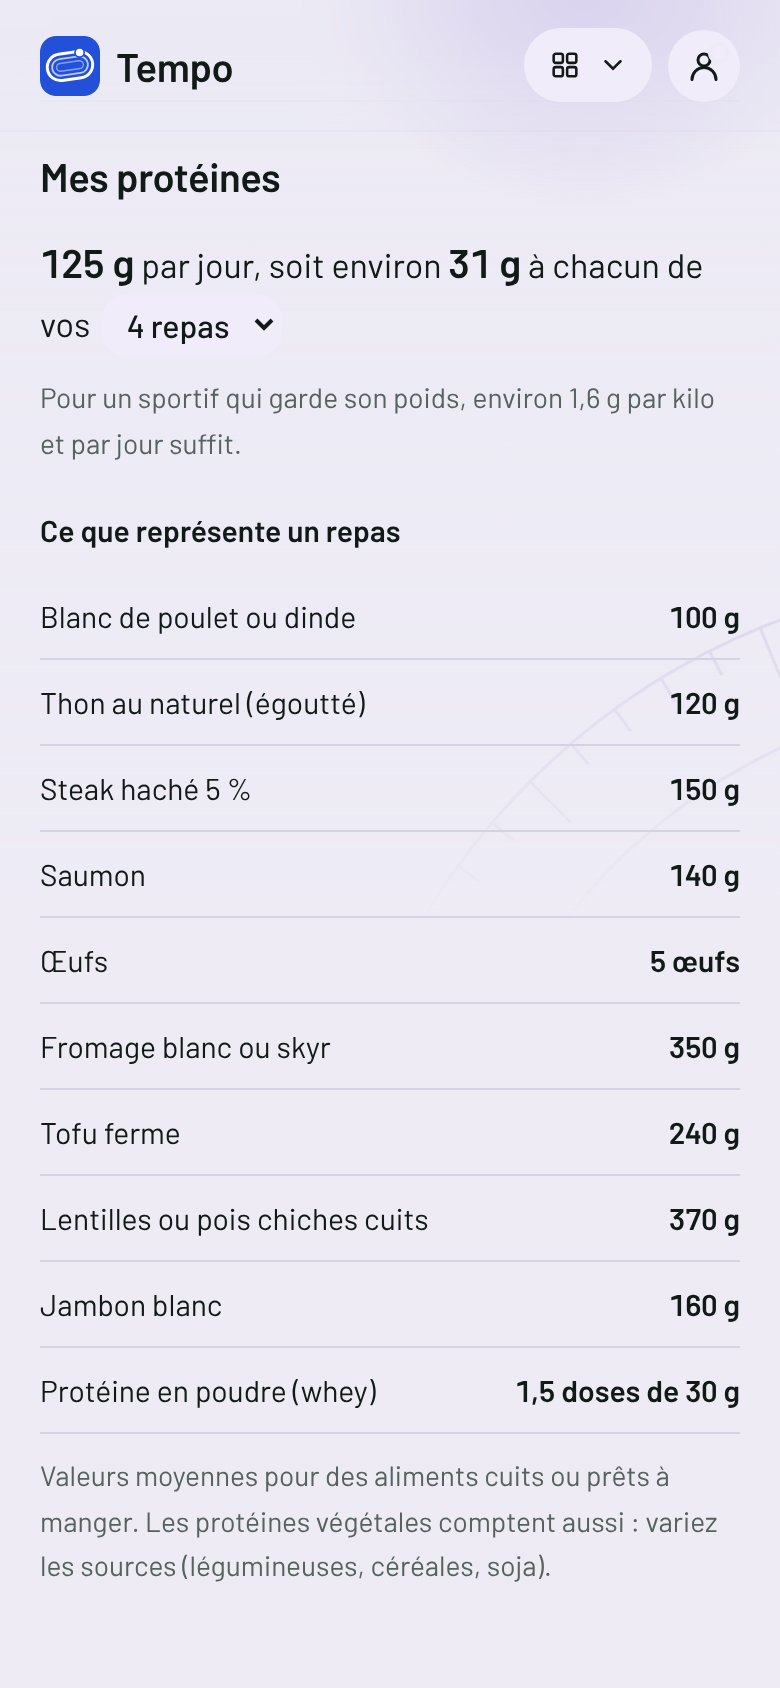 Tempo
Mes protéines
125 g par jour, soit environ 31 g à chacun de
vos 4 repas
Pour un sportif qui garde son poids, environ 1,6 g par kilo
et par jour suffit.
Ce que représente un repas
Blanc de poulet ou dinde 100 g
Thon au naturel (égoutté) 120 g
Steak haché 5 % 150 g
Saumon 140 g
Œufs 5 œufs
Fromage blanc ou skyr 350 g
Tofu ferme 240 g
Lentilles ou pois chiches cuits 370 g
Jambon blanc 160 g
Protéine en poudre (whey) 1,5 doses de 30 g
Valeurs moyennes pour des aliments cuits ou prêts à
manger. Les protéines végétales comptent aussi : variez
les sources (légumineuses, céréales, soja).